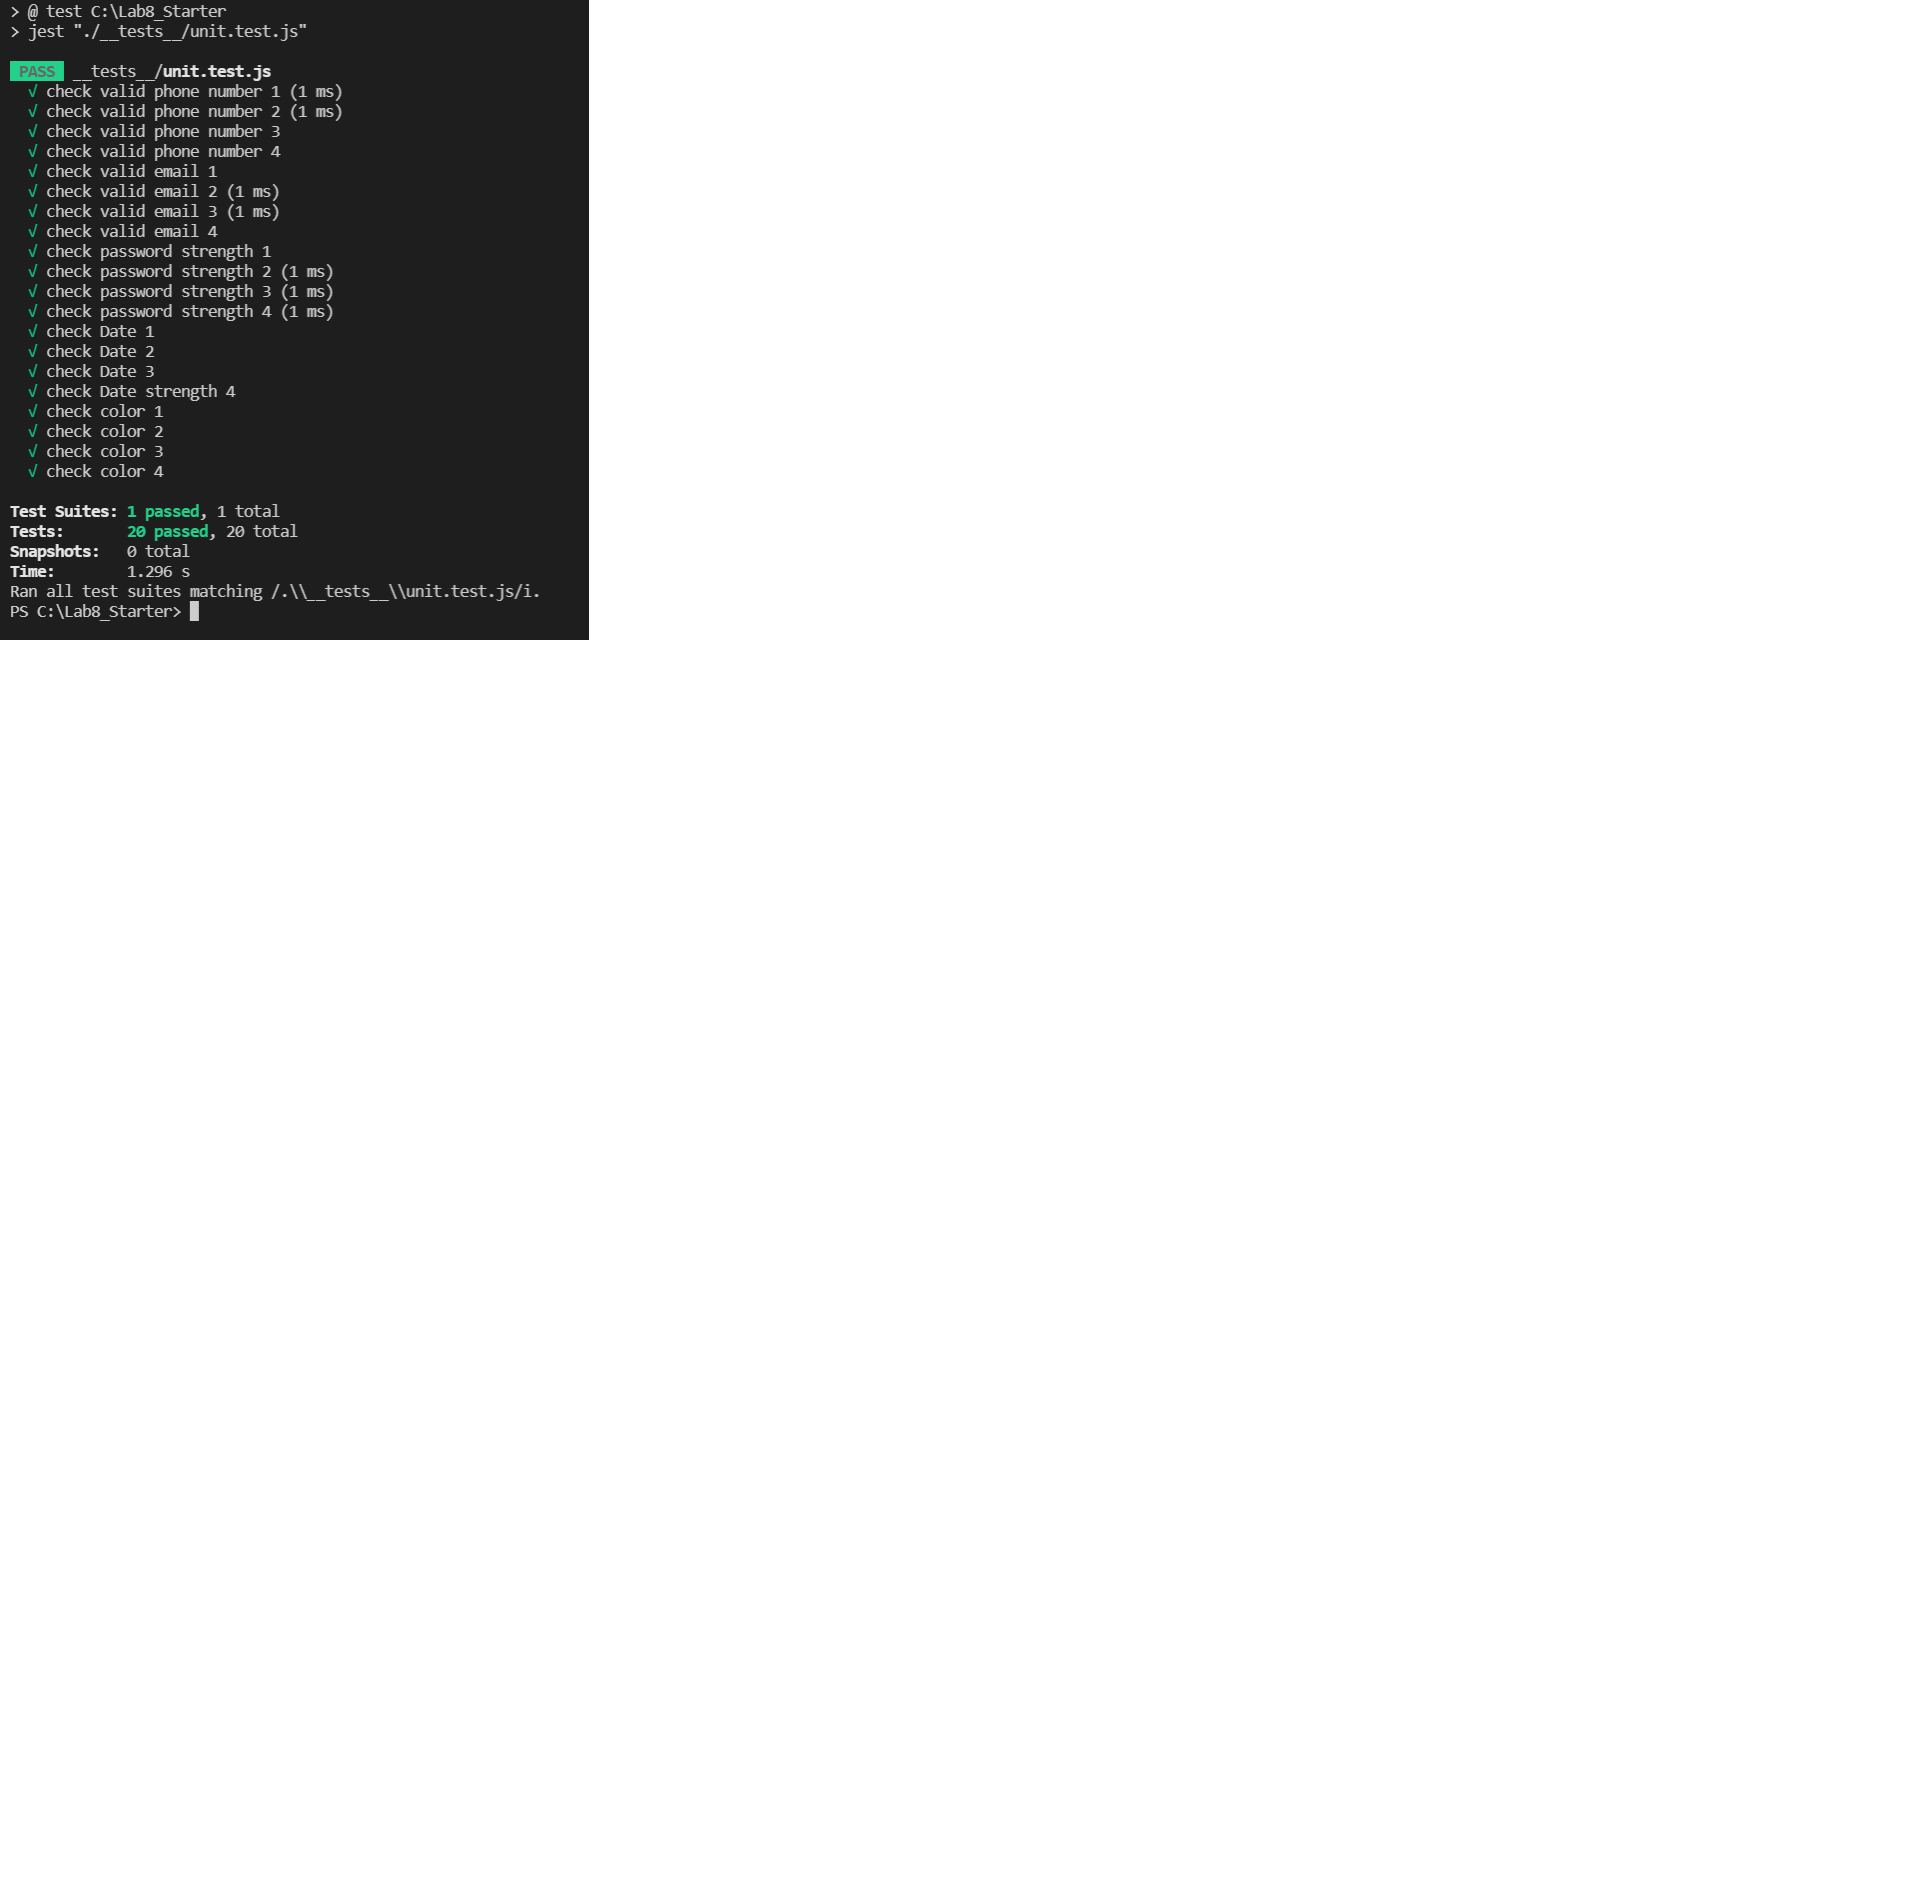 > @ test C:\Lab8_Starter
> jest "./__tests__/unit.test.js"
PASS __tests__/unit.test.js
√ check valid phone number 1 (1 ms)
√ check valid phone number 2 (1 ms)
√ check valid phone number 3
√ check valid phone number 4
√ check valid email 1
√ check valid email 2 (1 ms)
√ check valid email 3 (1 ms)
√ check valid email 4
√ check password strength 1
√ check password strength 2 (1 ms)
√ check password strength 3 (1 ms)
√ check password strength 4 (1 ms)
√ check Date 1
√ check Date 2
√ check Date 3
√ check Date strength 4
√ check color 1
√ check color 2
√ check color 3
√ check color 4
Test Suites: 1 passed, 1 total
Tests:       20 passed, 20 total
Snapshots:   0 total
Time:        1.296 s
Ran all test suites matching /.\\__tests__\\unit.test.js/i.
PS C:\Lab8_Starter>